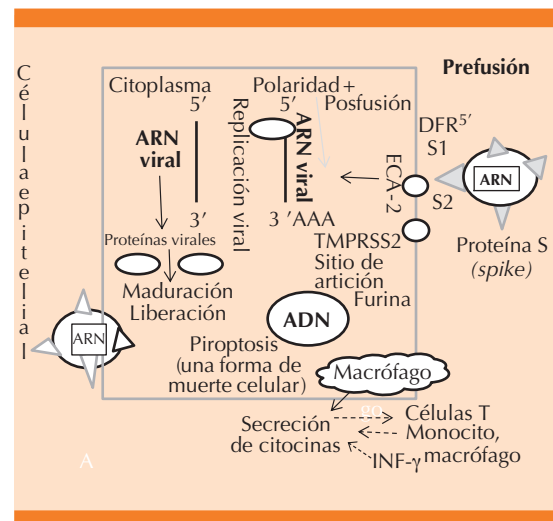 Célula epitelial
Citoplasma
5′
ARN
viral
3′
Proteínas virales
Maduración
Liberación
Replicación viral
Polaridad +
5′
Posfusión
ARN viral
3 ′AAA
ECA-2
Prefusión
DFR5′
S1
S2
ARN
Proteína S
(spike)
TMPRSS2
Sitio de
artición
Furina
ADN
Piroptosis
(una forma de
muerte celular)
ARN
Macrófago
go
Secreción
de citocinas
Células T
Monocito,
macrófago
INF-γ
A